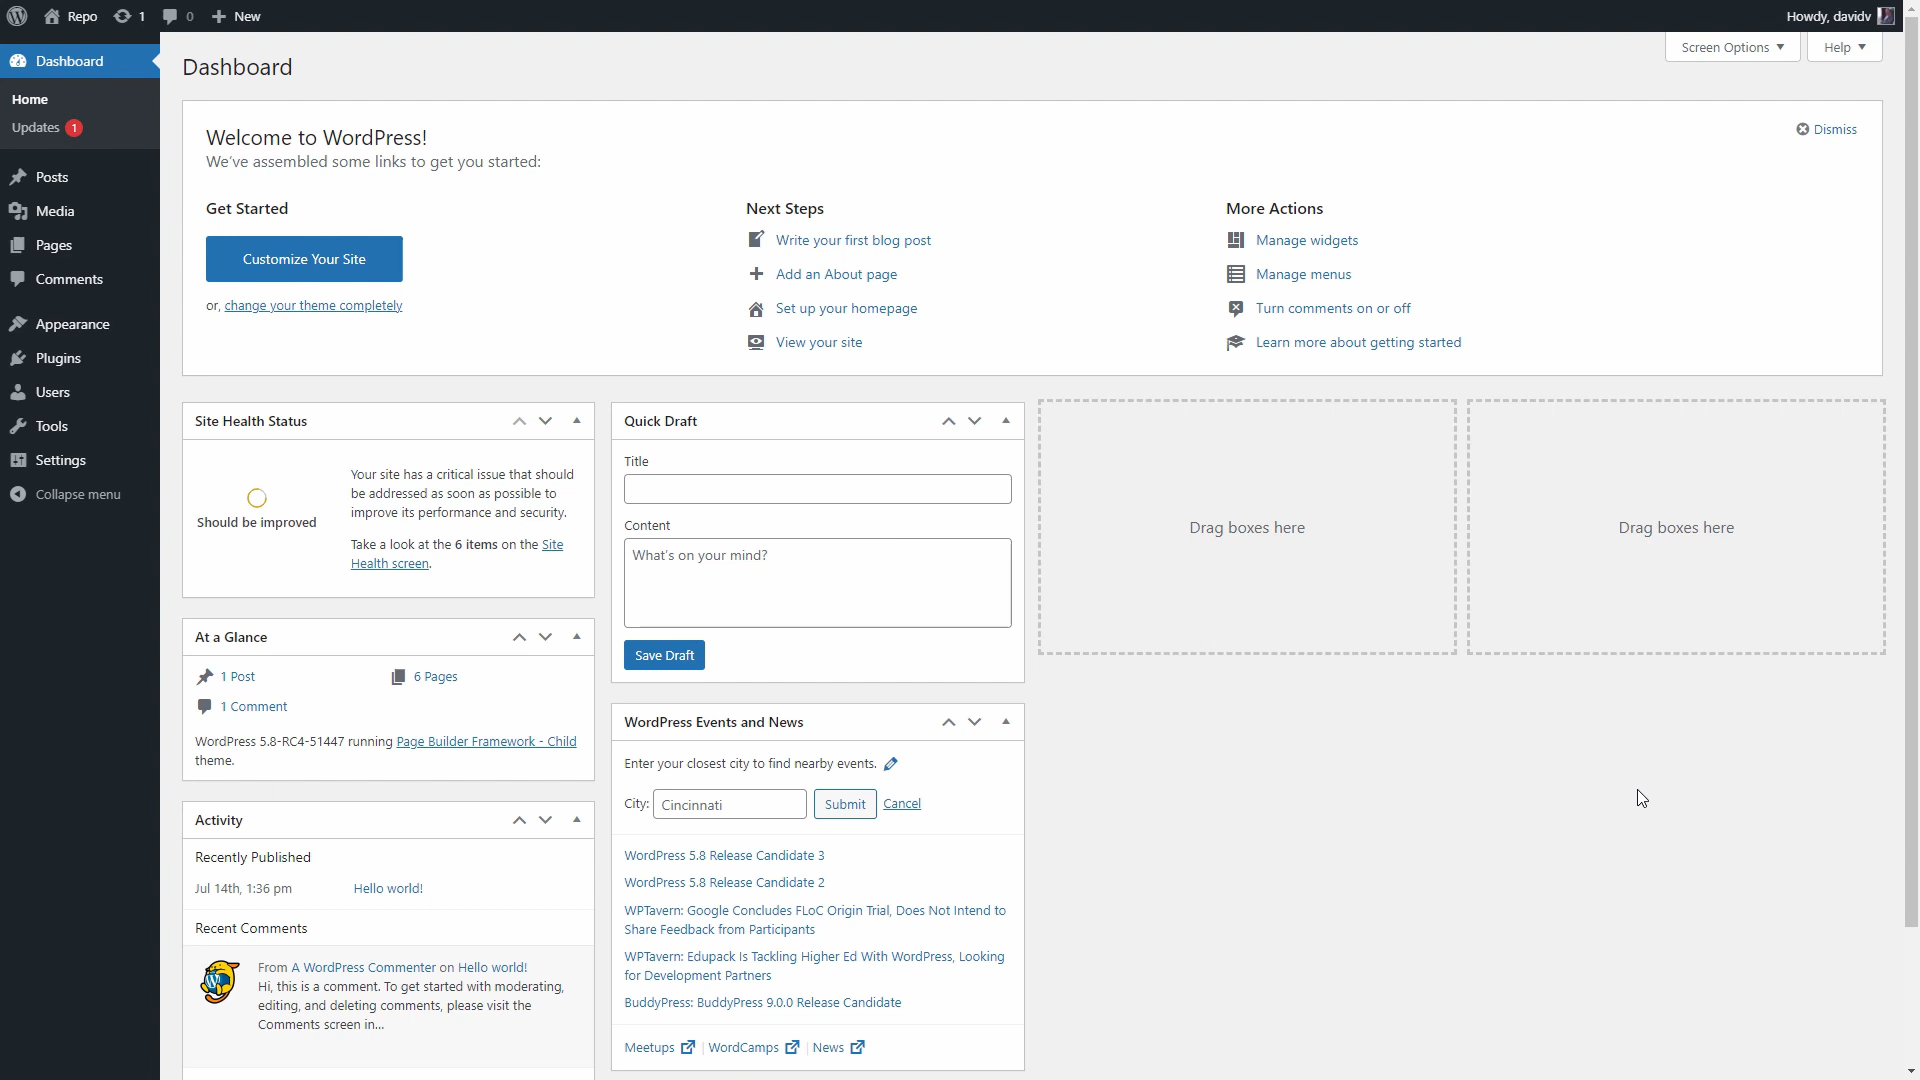 Repo 1 0 New
Howdy, davidv
Screen Options
Help
Dashboard
Home
Updates 1
Posts
Media
Pages
Comments
Appearance
Plugins
Users
Tools
Settings
Collapse menu
Dashboard
Welcome to WordPress!
We've assembled some links to get you started:
Dismiss
Get Started
Customize Your Site
or, change your theme completely
Next Steps
Write your first blog post
Add an About page
Set up your homepage
View your site
More Actions
Manage widgets
Manage menus
Turn comments on or off
Learn more about getting started
Site Health Status
Should be improved
Your site has a critical issue that should
be addressed as soon as possible to
improve its performance and security.
Take a look at the 6 items on the Site
Health screen.
At a Glance
1 Post
6 Pages
1 Comment
WordPress 5.8-RC4-51447 running Page Builder Framework - Child
theme.
Activity
Recently Published
Jul 14th, 1:36 pm
Hello world!
Recent Comments
From A WordPress Commenter on Hello world!
Hi, this is a comment. To get started with moderating,
editing, and deleting comments, please visit the
Comments screen in...
Quick Draft
Title
Content
What's on your mind?
Save Draft
WordPress Events and News
Enter your closest city to find nearby events.
City: Cincinnati Submit Cancel
WordPress 5.8 Release Candidate 3
WordPress 5.8 Release Candidate 2
WPTavern: Google Concludes FLoC Origin Trial, Does Not Intend to
Share Feedback from Participants
WPTavern: Edupack Is Tackling Higher Ed With WordPress, Looking
for Development Partners
BuddyPress: BuddyPress 9.0.0 Release Candidate
Meetups | WordCamps | News
Drag boxes here
Drag boxes here